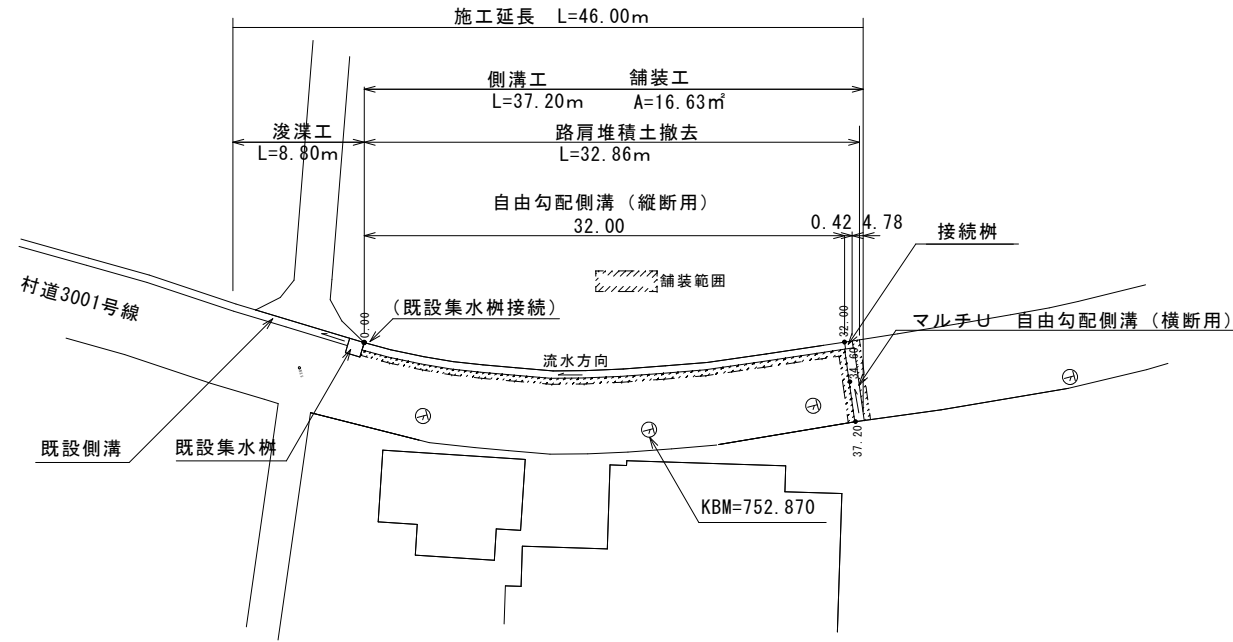 施工延長 L=46.00m
側溝工 舗装工
L=37.20m A=16.63㎡
浚渫工 路肩堆積土撤去
L=8.80m L=32.86m
自由勾配側溝(縦断用)
32.00 0.42 4.78
接続桝
舗装範囲
村道3001号線
(既設集水桝接続)
0.00
32.00
マルチU 自由勾配側溝(横断用)
流水方向
34.60
37.20
既設側溝
既設集水桝
KBM=752.870